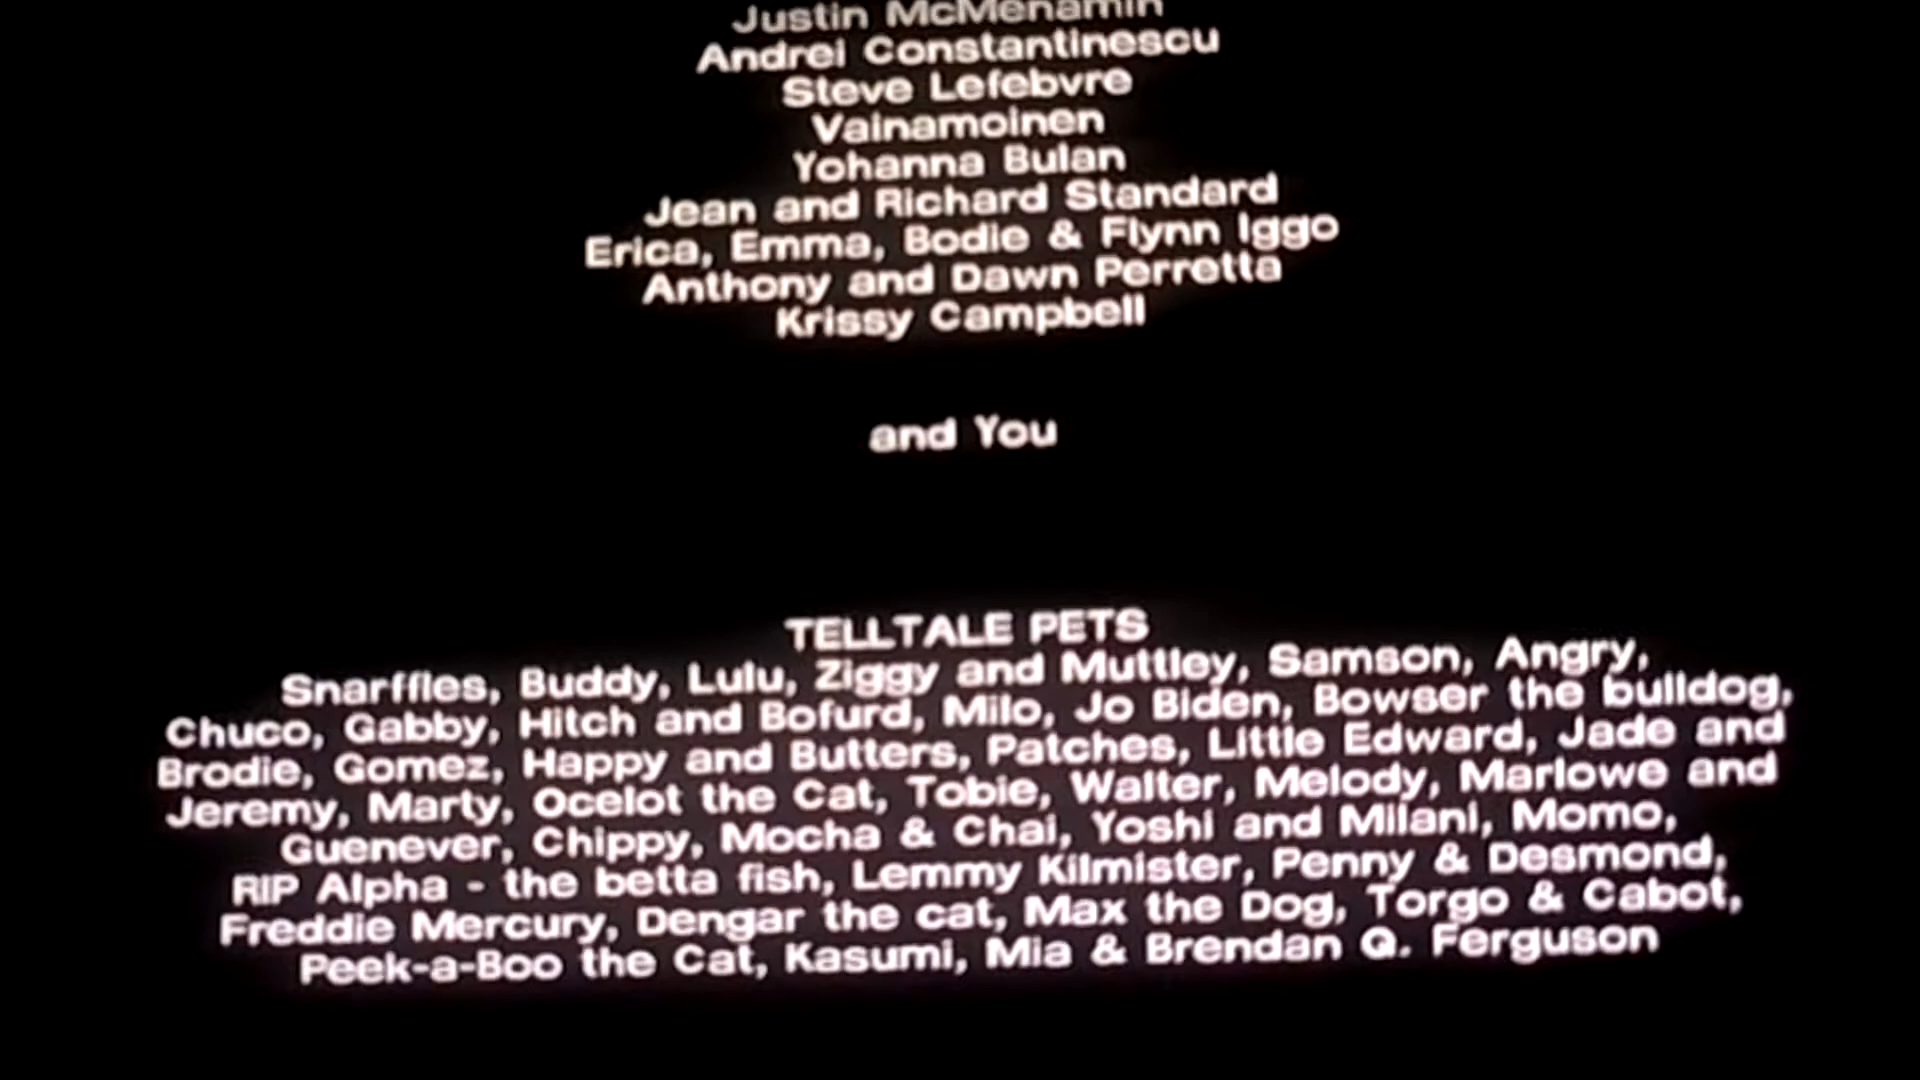 Justin McMenamin
Andrei Constantinescu
Steve Lefebvre
Vainamoinen
Yohanna Bulan
Jean and Richard Standard
Erica, Emma, Bodie & Flynn Iggo
Anthony and Dawn Perretta
Krissy Campbell
and You
TELLTALE PETS
Snarffles, Buddy, Lulu, Ziggy and Muttley, Samson, Angry,
Chuco, Gabby, Hitch and Bofurd, Milo, Jo Biden, Bowser the bulldog,
Brodie, Gomez, Happy and Butters, Patches, Little Edward, Jade and
Jeremy, Marty, Ocelot the Cat, Tobie, Walter, Melody, Marlowe and
Guenever, Chippy, Mocha & Chai, Yoshi and Milani, Momo,
RIP Alpha - the betta fish, Lemmy Kilmister, Penny & Desmond,
Freddie Mercury, Dengar the cat, Max the Dog, Torgo & Cabot,
Peek-a-Boo the Cat, Kasumi, Mia & Brendan Q. Ferguson